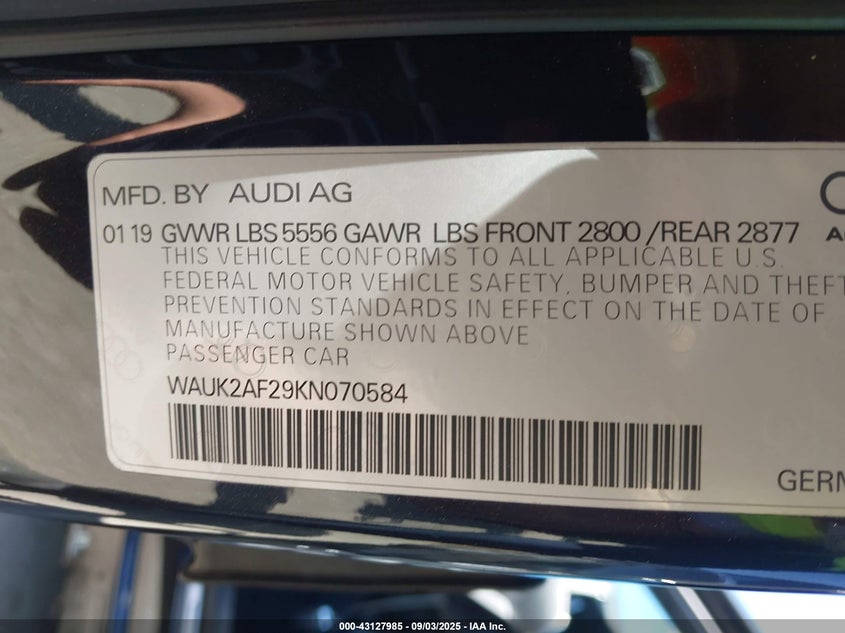 MFD. BY AUDI AG
01 19 GVWR LBS 5556 GAWR LBS FRONT 2800 /REAR 2877
THIS VEHICLE CONFORMS TO ALL APPLICABLE U.S.
FEDERAL MOTOR VEHICLE SAFETY, BUMPER AND THEFT
PREVENTION STANDARDS IN EFFECT ON THE DATE OF
MANUFACTURE SHOWN ABOVE
PASSENGER CAR
WAUK2AF29KN070584
GERM
000-43127985 - 09/03/2025 - IAA Inc.